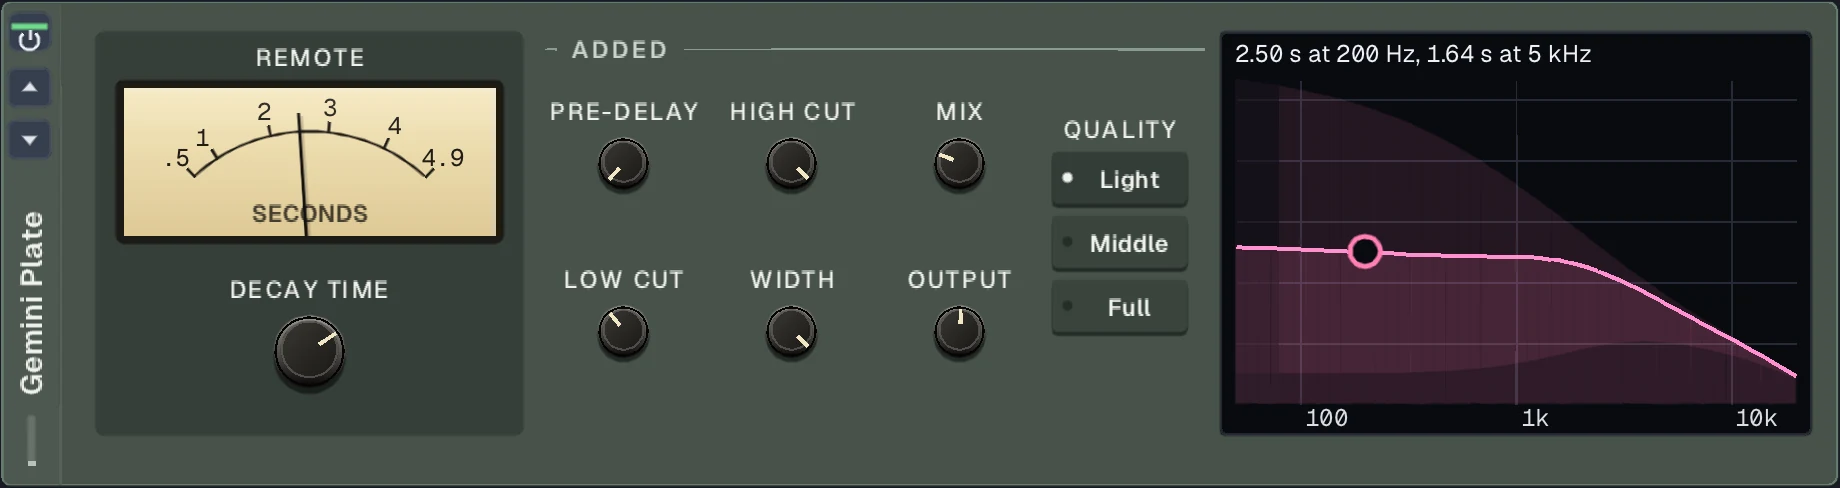 Gemini Plate
REMOTE
.5 1 2 3 4 4.9
SECONDS
DECAY TIME
ADDED
PRE-DELAY HIGH CUT MIX
LOW CUT WIDTH OUTPUT
QUALITY
Light
Middle
Full
2.50 s at 200 Hz, 1.64 s at 5 kHz
100 1k 10k